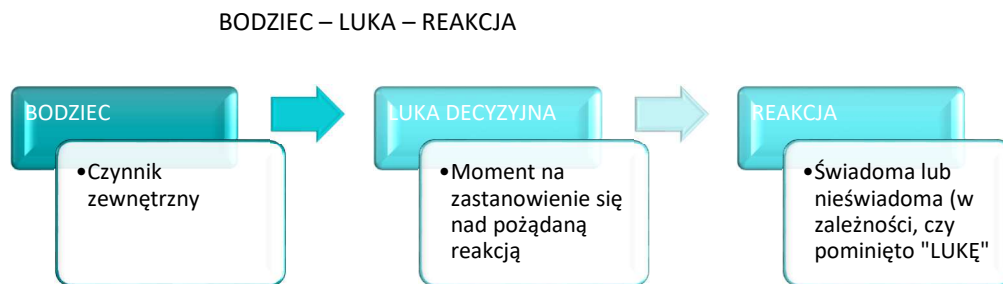 BODZIEC – LUKA – REAKCJA
BODZIEC
•Czynnik
zewnętrzny
LUKA DECYZYJNA
•Moment na
zastanowienie się
nad pożądaną
reakcją
REAKCJA
•Świadoma lub
nieświadoma (w
zależności, czy
pominięto "LUKĘ"